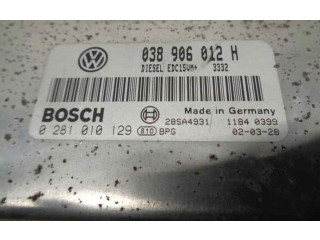 038 906 012 H
DIESEL EDC15VM+ 3332
BOSCH
Made in Germany
28SA4931 1184 0399
0 281 010 129 810 BPG 02-03-28